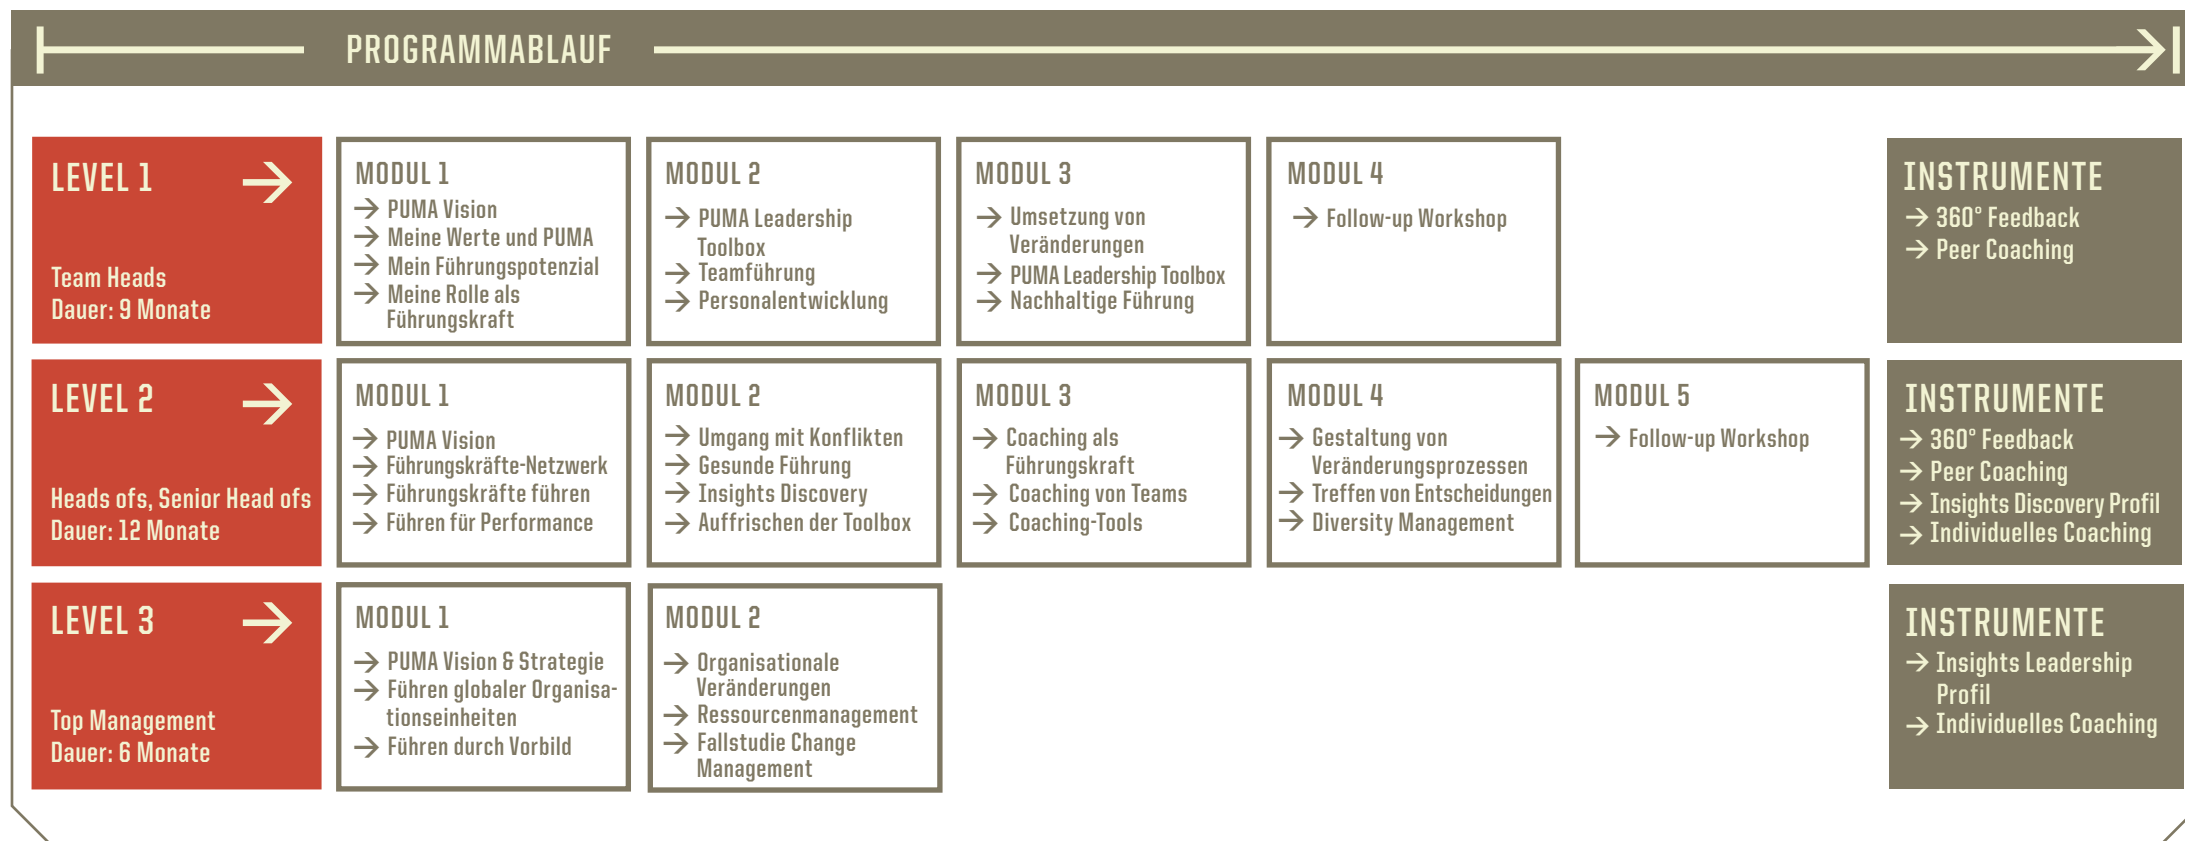 PROGRAMMABLAUF
LEVEL 1
Team Heads
Dauer: 9 Monate
MODUL 1
PUMA Vision
Meine Werte und PUMA
Mein Führungspotenzial
Meine Rolle als
Führungskraft
MODUL 2
PUMA Leadership
Toolbox
Teamführung
Personalentwicklung
MODUL 3
Umsetzung von
Veränderungen
PUMA Leadership Toolbox
Nachhaltige Führung
MODUL 4
Follow-up Workshop
INSTRUMENTE
360° Feedback
Peer Coaching
LEVEL 2
Heads ofs, Senior Head ofs
Dauer: 12 Monate
MODUL 1
PUMA Vision
Führungskräfte-Netzwerk
Führungskräfte führen
Führen für Performance
MODUL 2
Umgang mit Konflikten
Gesunde Führung
Insights Discovery
Auffrischen der Toolbox
MODUL 3
Coaching als
Führungskraft
Coaching von Teams
Coaching-Tools
MODUL 4
Gestaltung von
Veränderungsprozessen
Treffen von Entscheidungen
Diversity Management
MODUL 5
Follow-up Workshop
INSTRUMENTE
360° Feedback
Peer Coaching
Insights Discovery Profil
Individuelles Coaching
LEVEL 3
Top Management
Dauer: 6 Monate
MODUL 1
PUMA Vision & Strategie
Führen globaler Organisa-
tionseinheiten
Führen durch Vorbild
MODUL 2
Organisationale
Veränderungen
Ressourcenmanagement
Fallstudie Change
Management
INSTRUMENTE
Insights Leadership
Profil
Individuelles Coaching